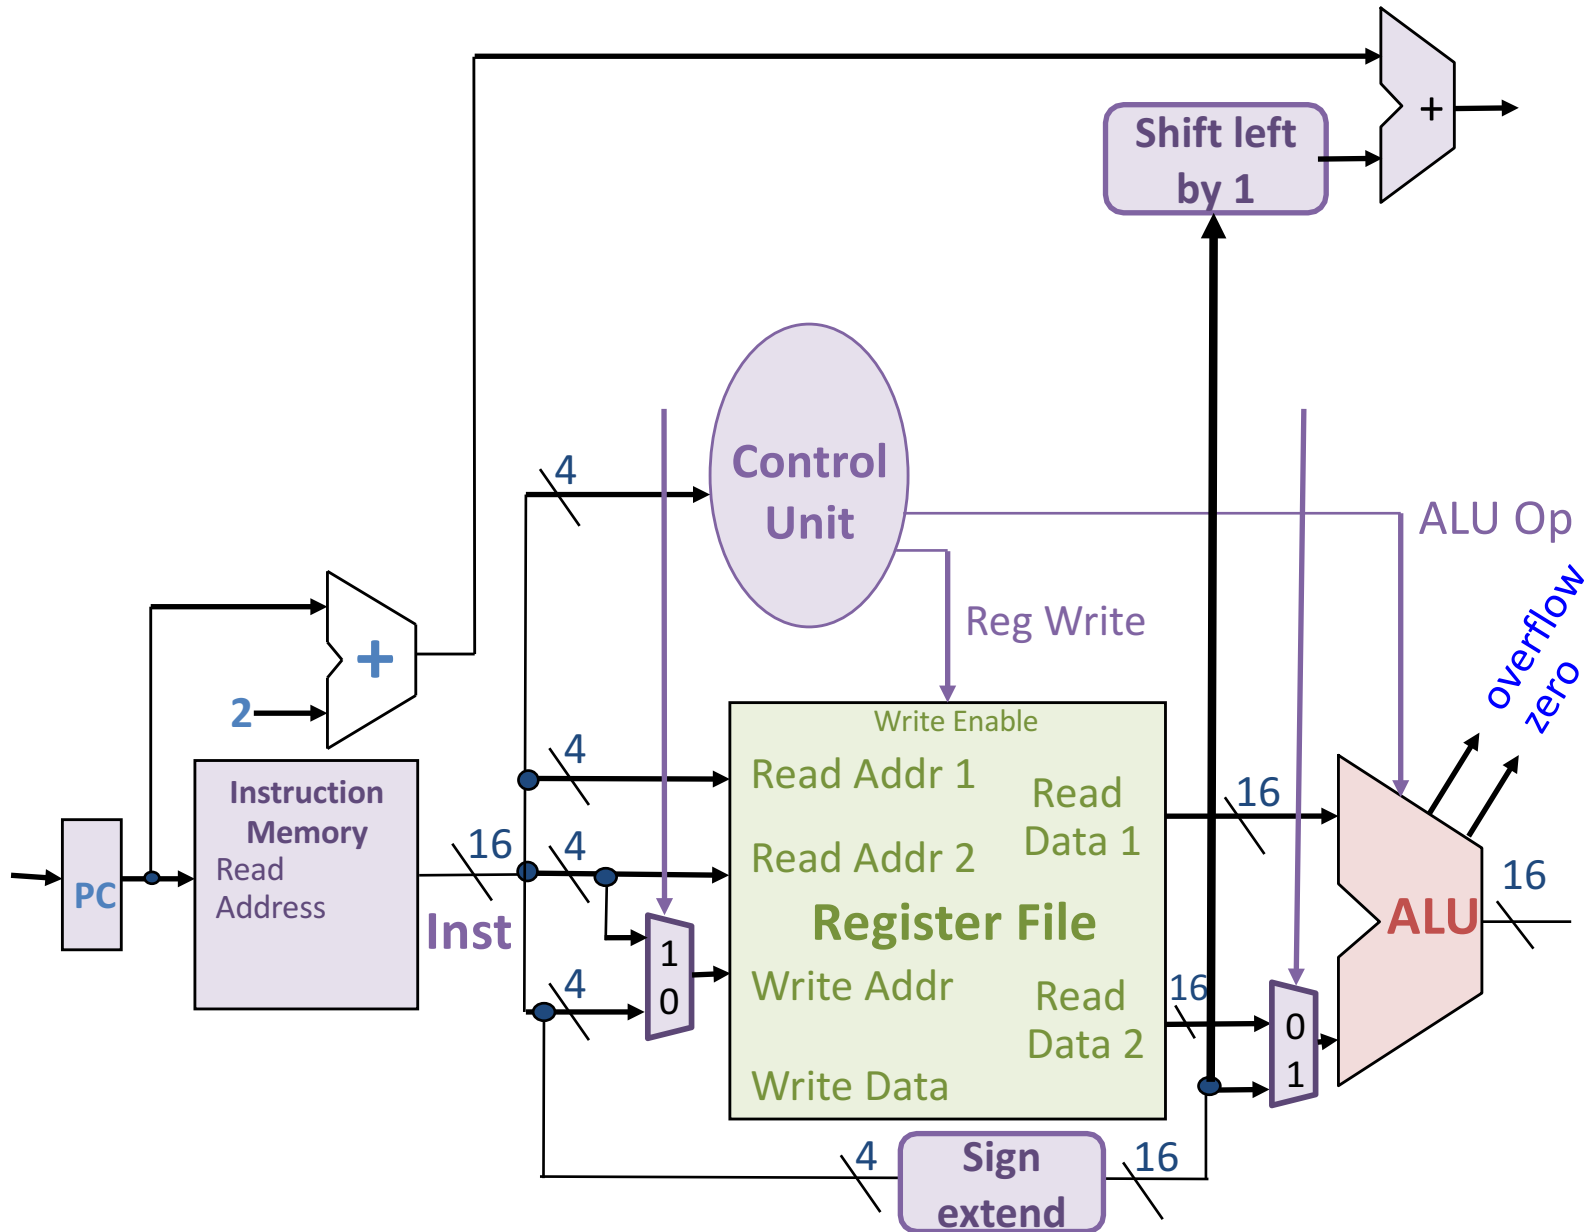 +
Shift left
by 1
4
Control
Unit
ALU Op
overflow
zero
Reg Write
+
2
Write Enable
Instruction
Memory
Read
Address
4
Read Addr 1
Read
Data 1
16
PC
16
Inst
4
Read Addr 2
Register File
ALU
16
1
0
4
Write Addr
Read
Data 2
16
0
1
Write Data
4
Sign
extend
16